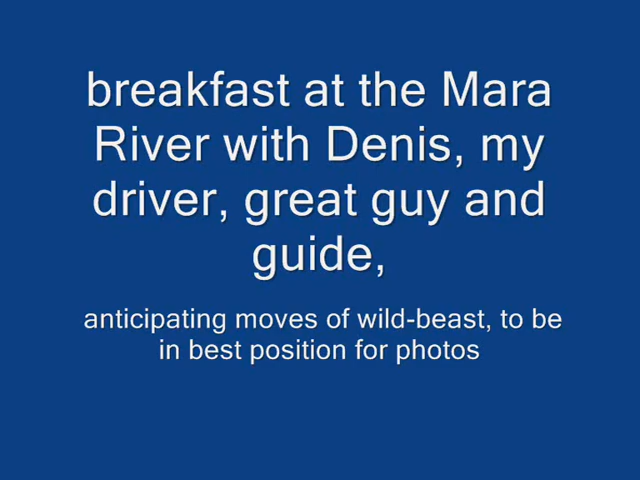 breakfast at the Mara
River with Denis, my
driver, great guy and
guide,
anticipating moves of wild-beast, to be
in best position for photos